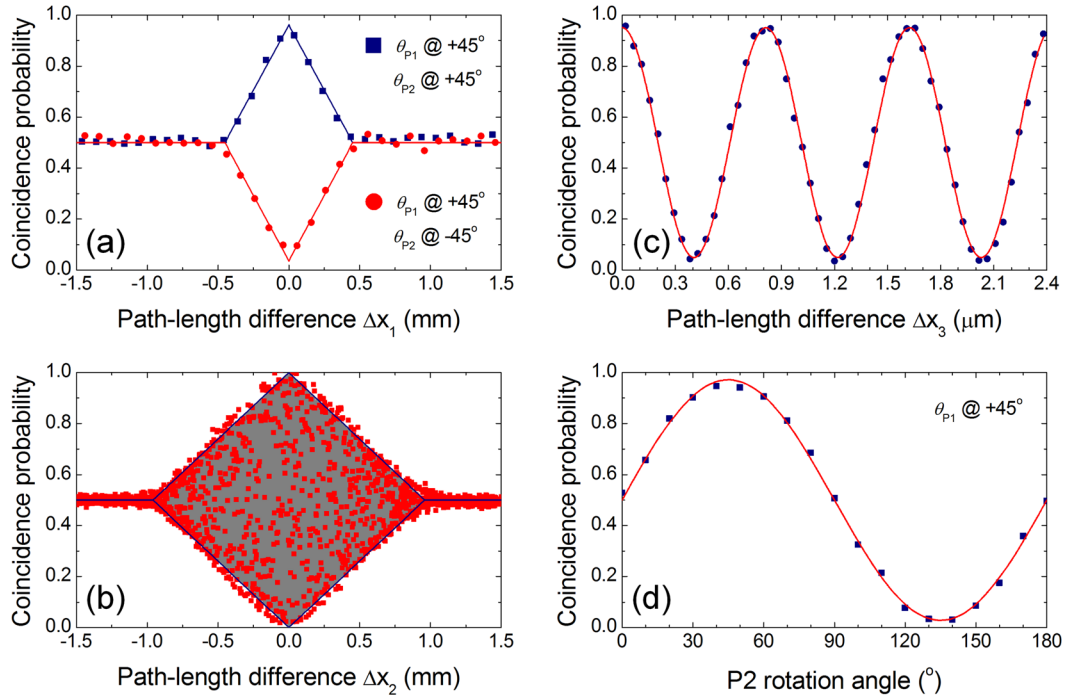 Coincidence probability
1.0
0.8
0.6
0.4
0.2
0.0
θP1 @ +45°
θP2 @ +45°
θP1 @ +45°
θP2 @ -45°
(a)
-1.5 -1.0 -0.5 0.0 0.5 1.0 1.5
Path-length difference Δx1 (mm)
Coincidence probability
1.0
0.8
0.6
0.4
0.2
0.0
(c)
0.0 0.3 0.6 0.9 1.2 1.5 1.8 2.1 2.4
Path-length difference Δx3 (μm)
Coincidence probability
1.0
0.8
0.6
0.4
0.2
0.0
(b)
-1.5 -1.0 -0.5 0.0 0.5 1.0 1.5
Path-length difference Δx2 (mm)
Coincidence probability
1.0
0.8
0.6
0.4
0.2
0.0
θP1 @ +45°
(d)
0 30 60 90 120 150 180
P2 rotation angle (°)